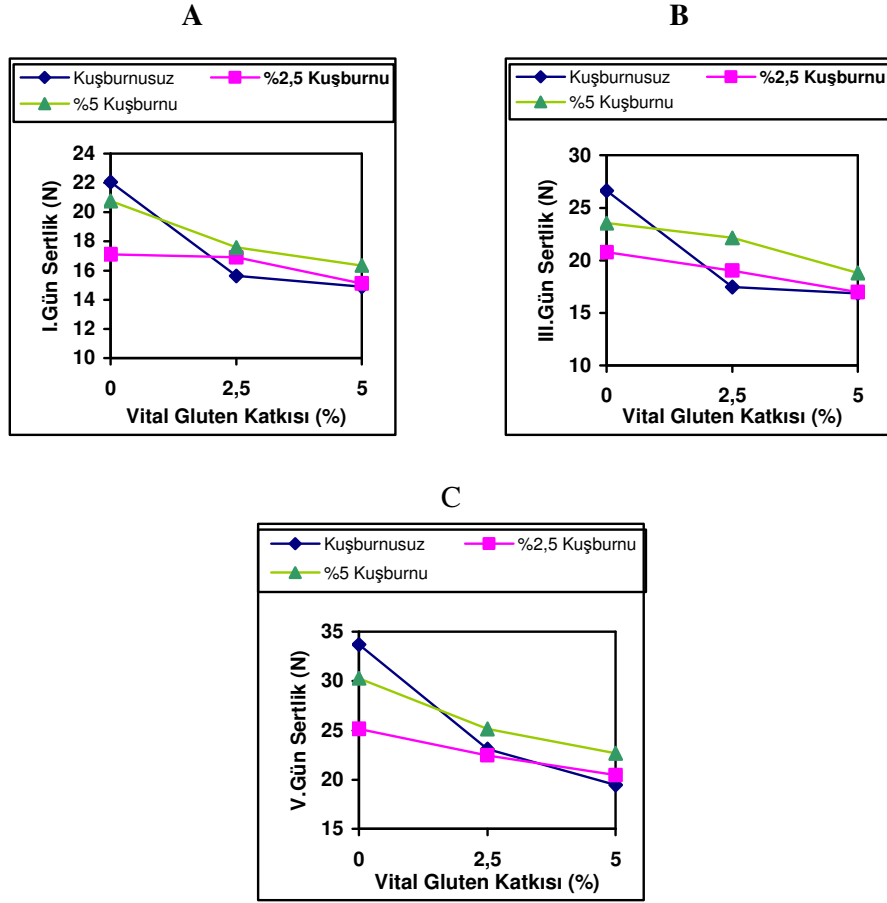 A
Kuşburnusuz %2,5 Kuşburnu
%5 Kuşburnu
I.Gün Sertlik (N)
24
22
20
18
16
14
12
10
0 2,5 5
Vital Gluten Katkısı (%)
B
Kuşburnusuz %2,5 Kuşburnu
%5 Kuşburnu
III.Gün Sertlik (N)
30
25
20
15
10
0 2,5 5
Vital Gluten Katkısı (%)
C
Kuşburnusuz %2,5 Kuşburnu
%5 Kuşburnu
V.Gün Sertlik (N)
35
30
25
20
15
0 2,5 5
Vital Gluten Katkısı (%)